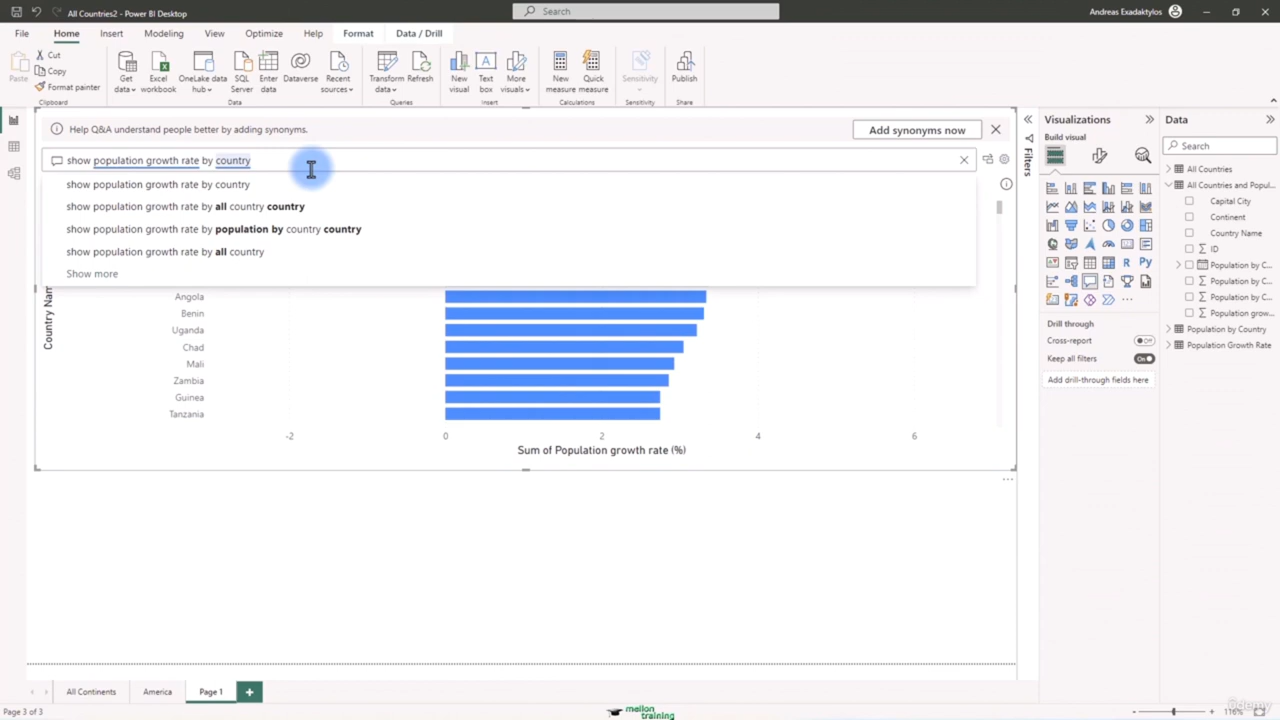 All Countries2 - Power BI Desktop
Search
Andreas Exadaktylos
File Home Insert Modeling View Optimize Help Format Data / Drill
Paste
Cut
Copy
Format painter
Clipboard
Get data
Excel workbook
OneLake data hub
SQL Server
Enter data
Dataverse
Recent sources
Data
Transform data
Refresh
Queries
New visual
Text box
More visuals
Insert
New measure
Quick measure
Calculations
Sensitivity
Sensitivity
Publish
Share
Help Q&A understand people better by adding synonyms.
Add synonyms now
show population growth rate by country
show population growth rate by country
show population growth rate by all country country
show population growth rate by population by country country
show population growth rate by all country
Show more
Country Nam
Angola
Benin
Uganda
Chad
Mali
Zambia
Guinea
Tanzania
-2 0 2 4 6
Sum of Population growth rate (%)
Filters
Visualizations
Build visual
R Py
Drill through
Cross-report
Off
Keep all filters
On
Add drill-through fields here
Data
Search
All Countries
All Countries and Popul...
Capital City
Continent
Country Name
ID
Population by C...
Population by C...
Population by C...
Population grow...
Population by Country
Population Growth Rate
All Continents America Page 1
Page 3 of 3
mellon training
116%
ûdemy